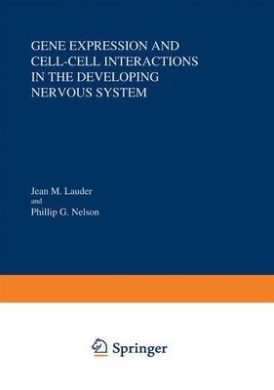 GENE EXPRESSION AND
CELL-CELL INTERACTIONS
IN THE DEVELOPING
NERVOUS SYSTEM
Jean M. Lauder
and
Phillip G. Nelson
Springer